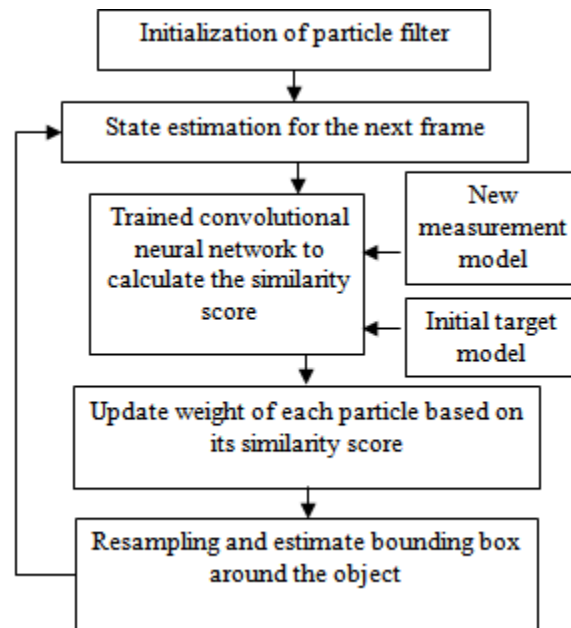 Initialization of particle filter
State estimation for the next frame
Trained convolutional
neural network to
calculate the similarity
score
New
measurement
model
Initial target
model
Update weight of each particle based on
its similarity score
Resampling and estimate bounding box
around the object